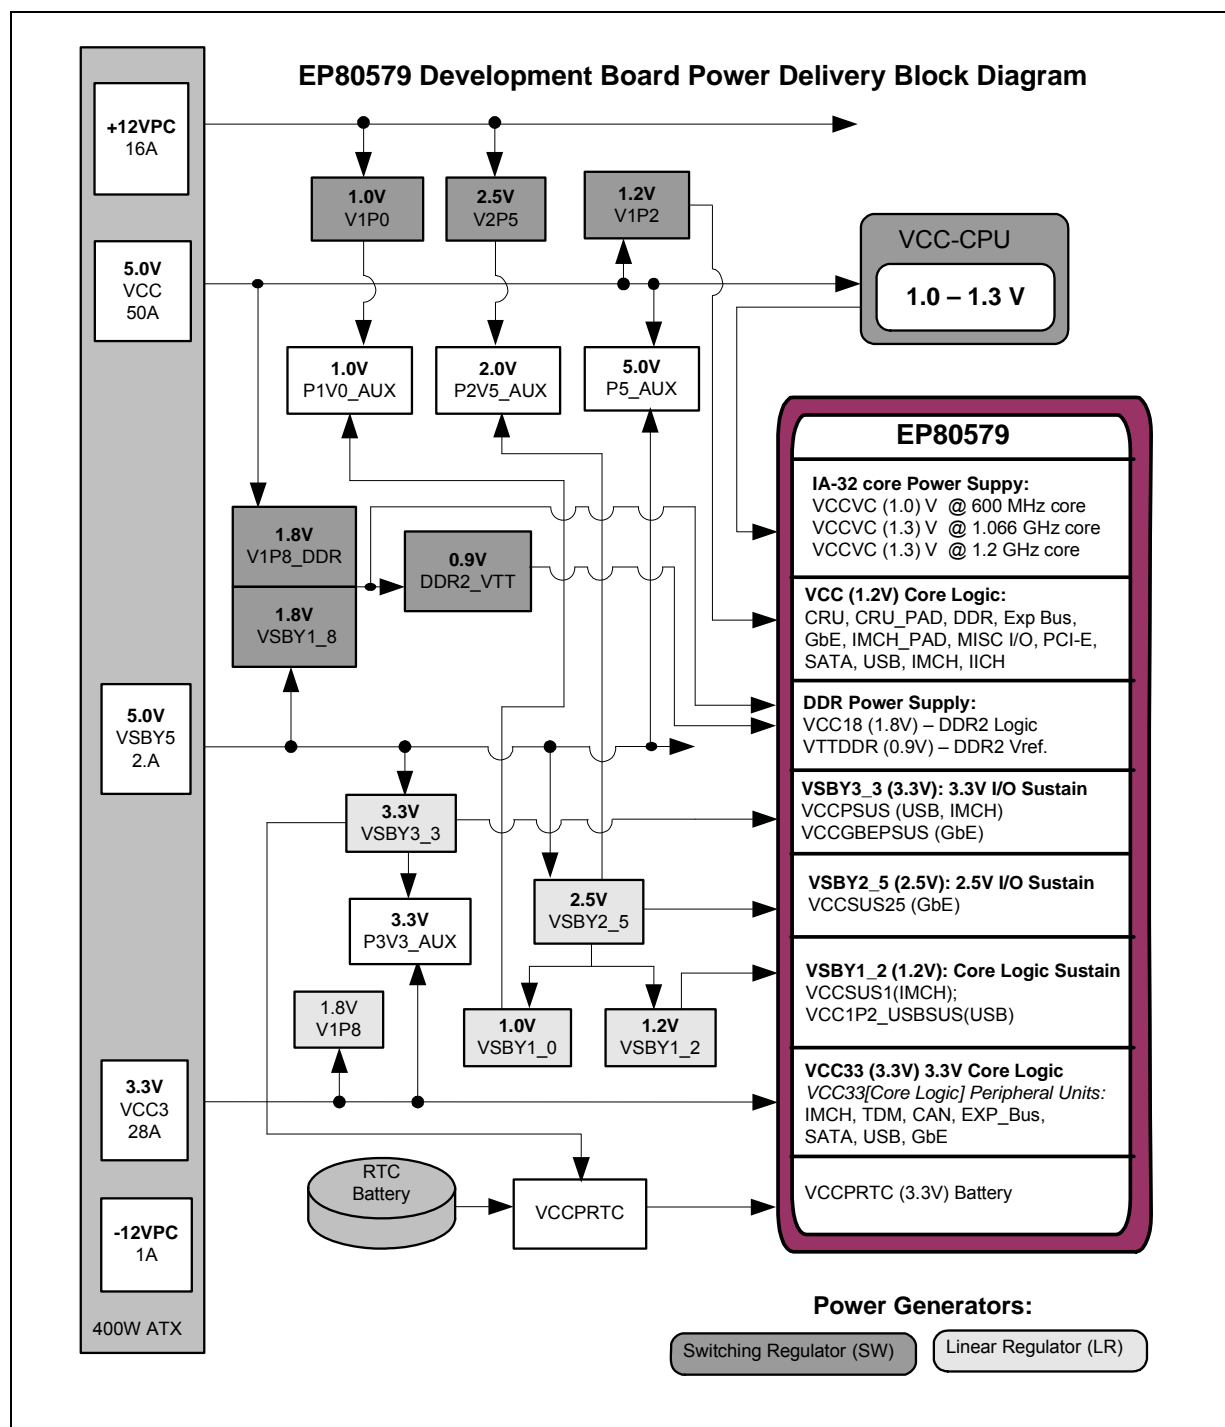 EP80579 Development Board Power Delivery Block Diagram
+12VPC
16A
1.0V
V1P0
2.5V
V2P5
1.2V
V1P2
VCC-CPU
1.0 – 1.3 V
5.0V
VCC
50A
1.0V
P1V0_AUX
2.0V
P2V5_AUX
5.0V
P5_AUX
1.8V
V1P8_DDR
1.8V
VSBY1_8
0.9V
DDR2_VTT
5.0V
VSBY5
2.A
3.3V
VSBY3_3
3.3V
P3V3_AUX
2.5V
VSBY2_5
1.8V
V1P8
1.0V
VSBY1_0
1.2V
VSBY1_2
3.3V
VCC3
28A
RTC
Battery
VCCPRTC
-12VPC
1A
400W ATX
EP80579
IA-32 core Power Suppy:
VCCVC (1.0) V @ 600 MHz core
VCCVC (1.3) V @ 1.066 GHz core
VCCVC (1.3) V @ 1.2 GHz core
VCC (1.2V) Core Logic:
CRU, CRU_PAD, DDR, Exp Bus,
GbE, IMCH_PAD, MISC I/O, PCI-E,
SATA, USB, IMCH, IICH
DDR Power Supply:
VCC18 (1.8V) – DDR2 Logic
VTTDDR (0.9V) – DDR2 Vref.
VSBY3_3 (3.3V): 3.3V I/O Sustain
VCCPSUS (USB, IMCH)
VCCGBEPSUS (GbE)
VSBY2_5 (2.5V): 2.5V I/O Sustain
VCCSUS25 (GbE)
VSBY1_2 (1.2V): Core Logic Sustain
VCCSUS1(IMCH);
VCC1P2_USBSUS(USB)
VCC33 (3.3V) 3.3V Core Logic
VCC33[Core Logic] Peripheral Units:
IMCH, TDM, CAN, EXP_Bus,
SATA, USB, GbE
VCCPRTC (3.3V) Battery
Power Generators:
Switching Regulator (SW)
Linear Regulator (LR)